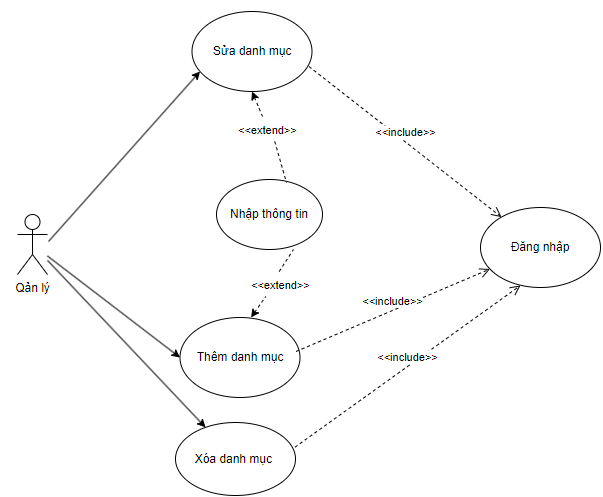 Sửa danh mục
<<extend>>
<<include>>
Nhập thông tin
Đăng nhập
Qản lý
<<extend>>
<<include>>
Thêm danh mục
<<include>>
Xóa danh mục